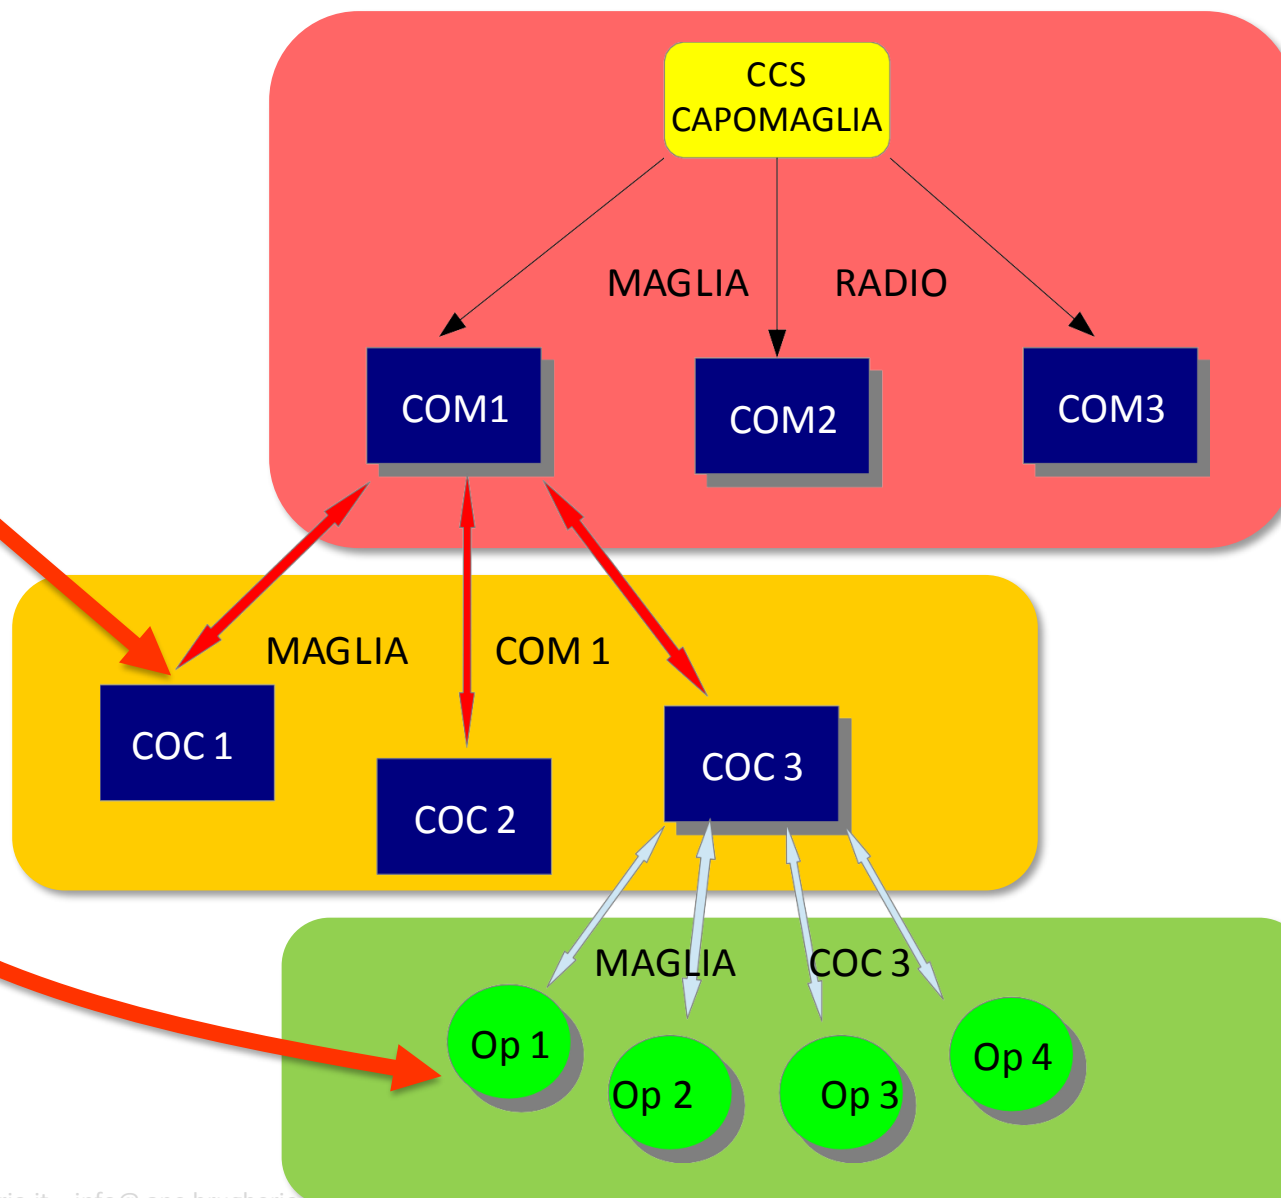 CCS
CAPOMAGLIA
MAGLIA RADIO
COM1
COM2
COM3
MAGLIA COM 1
COC 1
COC 2
COC 3
MAGLIA COC 3
Op 1
Op 2
Op 3
Op 4